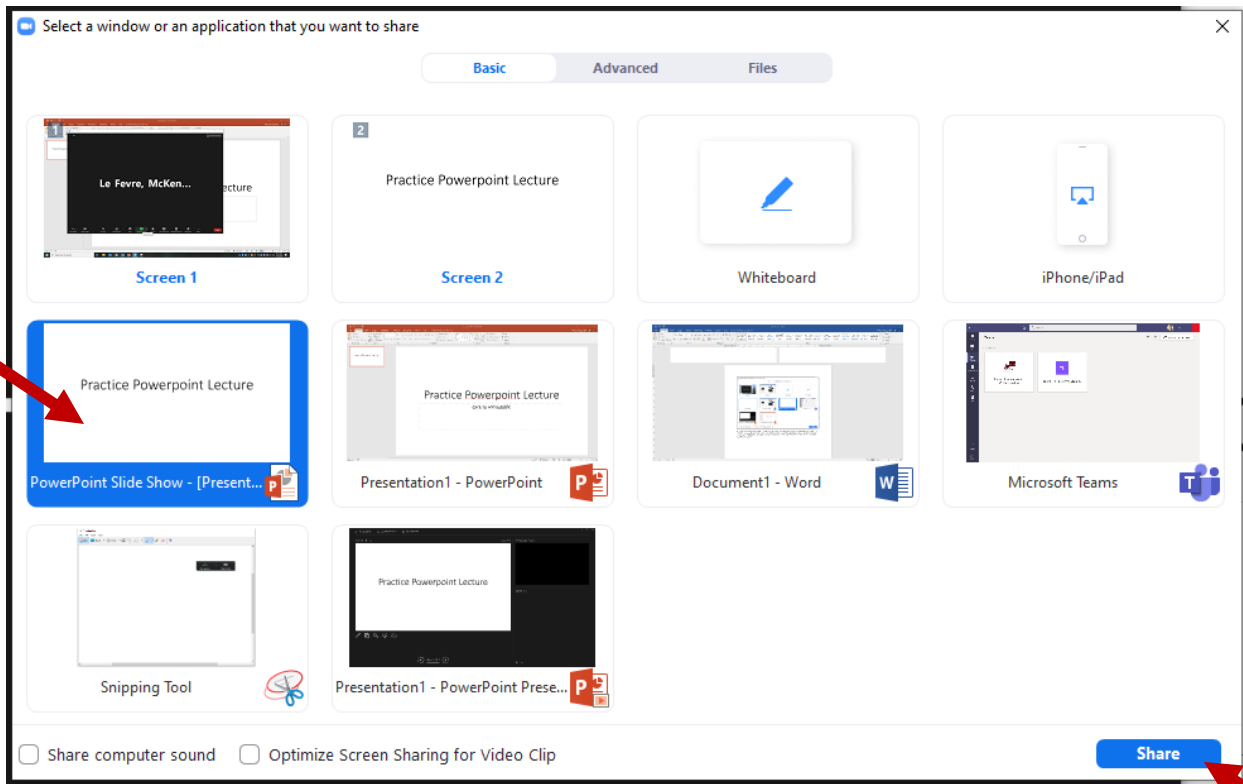 Select a window or an application that you want to share
Basic
Advanced
Files
1
Le Fevre, McKen...
ecture
Screen 1
2
Practice Powerpoint Lecture
Screen 2
Whiteboard
iPhone/iPad
Practice Powerpoint Lecture
PowerPoint Slide Show - [Present...
P
Practice Powerpoint Lecture
Presentation1 - PowerPoint
P
Document1 - Word
W
Microsoft Teams
T
Snipping Tool
Practice Powerpoint Lecture
Presentation1 - PowerPoint Prese...
P
Share computer sound
Optimize Screen Sharing for Video Clip
Share